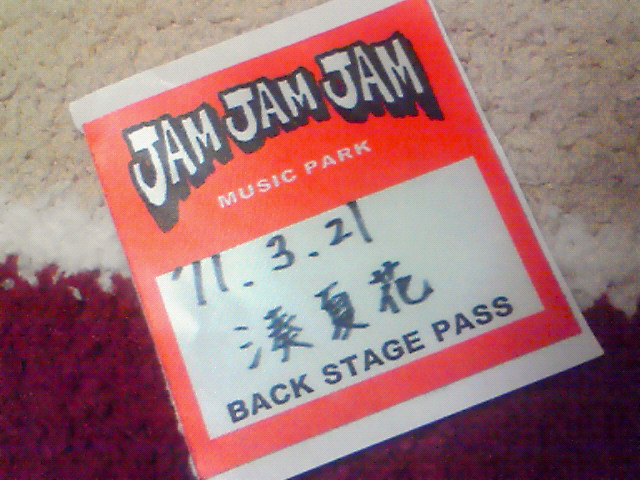 JAM JAM JAM
MUSIC PARK
'11.3.21
湊夏花
BACK STAGE PASS